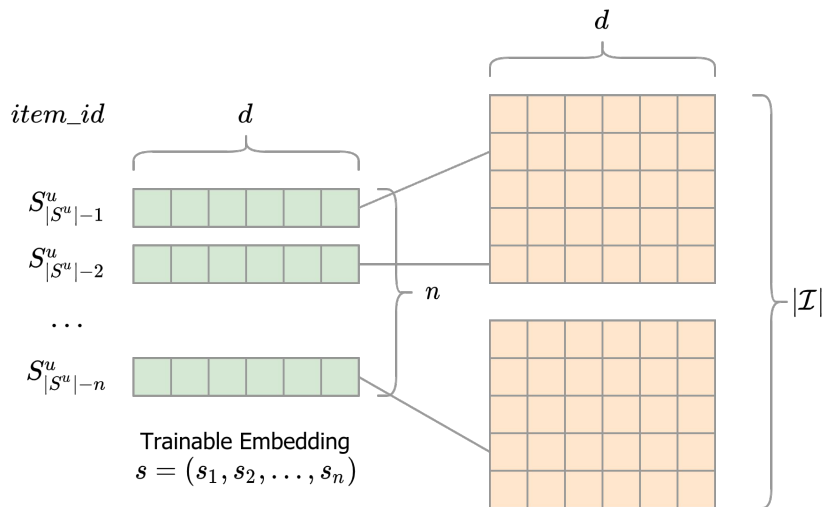 d
item_id
d
S^u_{|S^u|-1}
S^u_{|S^u|-2}
n
|ℐ|
...
S^u_{|S^u|-n}
Trainable Embedding
s = (s_1, s_2, ..., s_n)